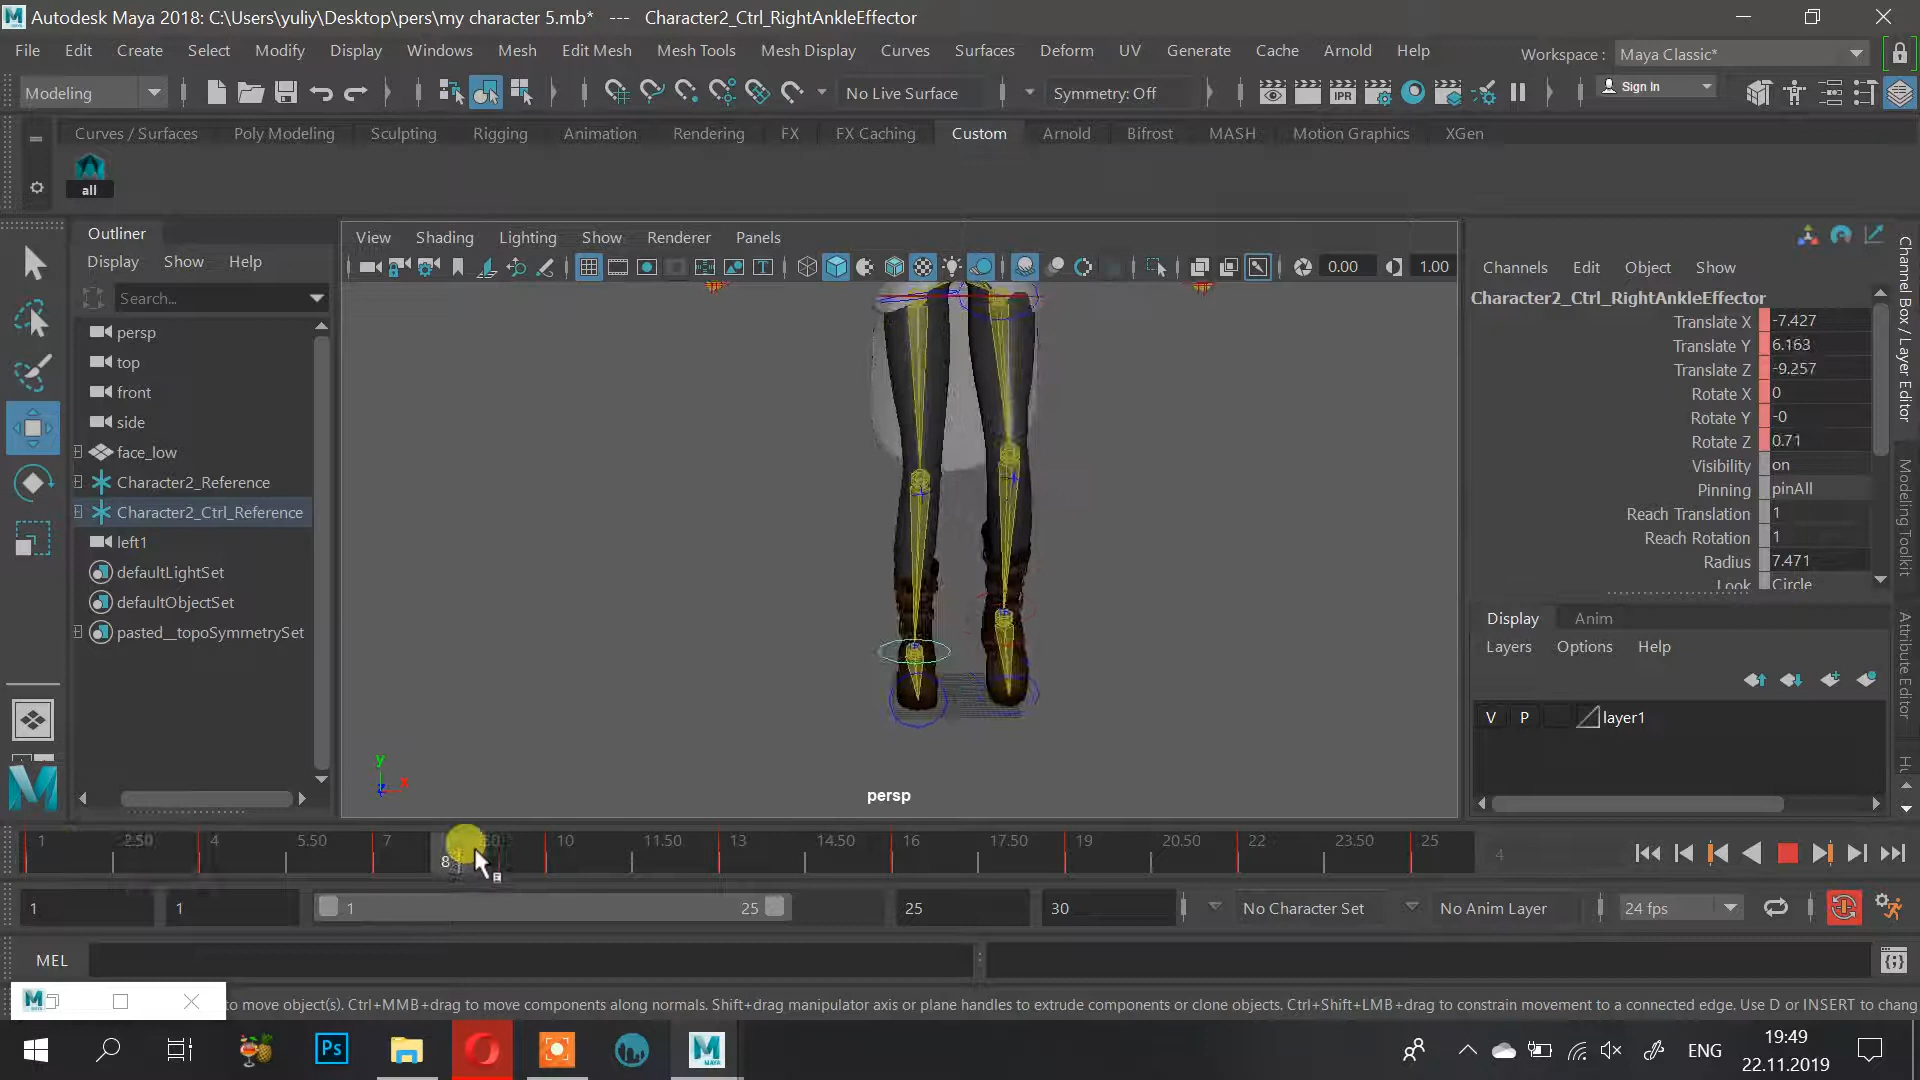 Autodesk Maya 2018: C:\Users\yuliy\Desktop\pers\my character 5.mb*   ---   Character2_Ctrl_RightAnkleEffector
File Edit Create Select Modify Display Windows Mesh Edit Mesh Mesh Tools Mesh Display Curves Surfaces Deform UV Generate Cache Arnold Help
Workspace : Maya Classic*
Modeling
No Live Surface
Symmetry: Off
IPR
Sign In
Curves / Surfaces Poly Modeling Sculpting Rigging Animation Rendering FX FX Caching Custom Arnold Bifrost MASH Motion Graphics XGen
all
Outliner
Display Show Help
Search...
persp
top
front
side
face_low
Character2_Reference
Character2_Ctrl_Reference
left1
defaultLightSet
defaultObjectSet
pasted__topoSymmetrySet
View Shading Lighting Show Renderer Panels
0.00
1.00
y
x
z
persp
Channels Edit Object Show
Character2_Ctrl_RightAnkleEffector
Translate X -7.427
Translate Y 6.163
Translate Z -9.257
Rotate X 0
Rotate Y -0
Rotate Z 0.71
Visibility on
Pinning pinAll
Reach Translation 1
Reach Rotation 1
Radius 7.471
Look Circle
Display Anim
Layers Options Help
V P layer1
Channel Box / Layer Editor
Modeling Toolkit
Attribute Editor
1 2.50 4 5.50 7 10 11.50 13 14.50 16 17.50 19 20.50 22 23.50 25
8
4
1 1 1 25 25 30
No Character Set
No Anim Layer
24 fps
MEL
to move object(s). Ctrl+MMB+drag to move components along normals. Shift+drag manipulator axis or plane handles to extrude components or clone objects. Ctrl+Shift+LMB+drag to constrain movement to a connected edge. Use D or INSERT to chang
Ps
M
MAYA
ENG
19:49
22.11.2019